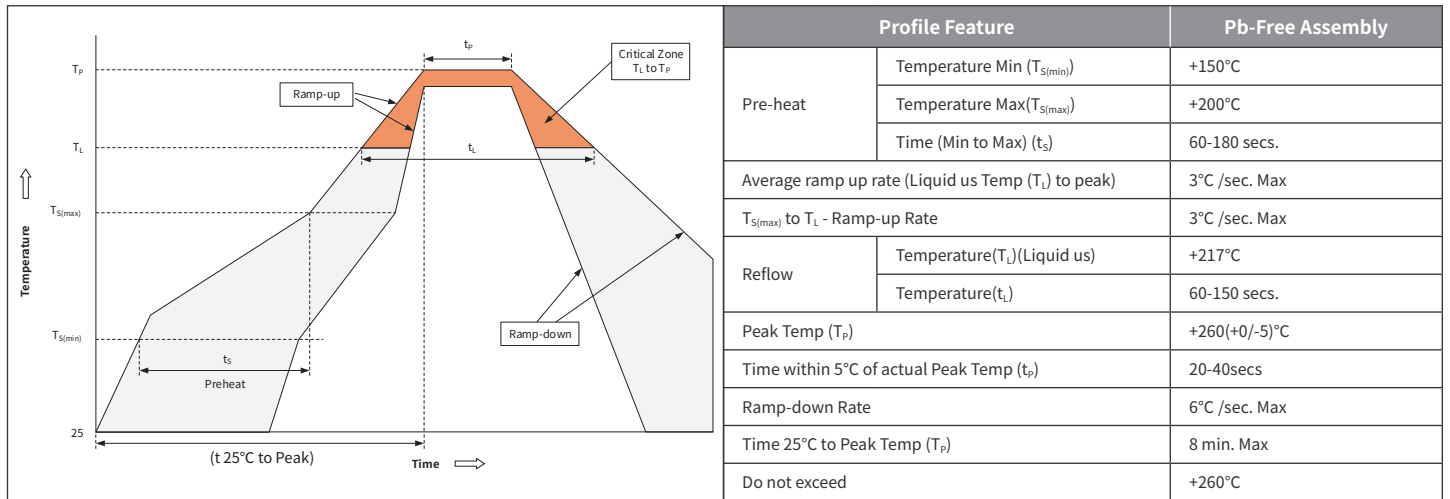 tP
Critical Zone
TL to TP
TP
Ramp-up
TL
tL
TS(max)
Temperature
Ramp-down
TS(min)
tS
Preheat
25
(t 25°C to Peak)
Time
Profile Feature Pb-Free Assembly
Pre-heat
Temperature Min (TS(min)) +150°C
Temperature Max(TS(max)) +200°C
Time (Min to Max) (tS) 60-180 secs.
Average ramp up rate (Liquid us Temp (TL) to peak) 3°C /sec. Max
TS(max) to TL - Ramp-up Rate 3°C /sec. Max
Reflow
Temperature(TL)(Liquid us) +217°C
Temperature(tL) 60-150 secs.
Peak Temp (TP) +260(+0/-5)°C
Time within 5°C of actual Peak Temp (tP) 20-40secs
Ramp-down Rate 6°C /sec. Max
Time 25°C to Peak Temp (TP) 8 min. Max
Do not exceed +260°C